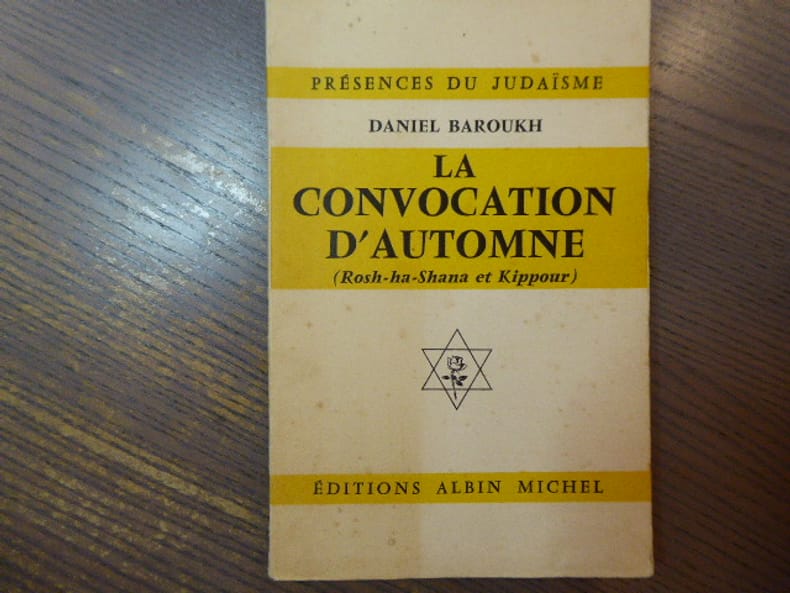 PRÉSENCES DU JUDAÏSME
DANIEL BAROUKH
LA
CONVOCATION
D'AUTOMNE
(Rosh-ha-Shana et Kippour)
ÉDITIONS ALBIN MICHEL